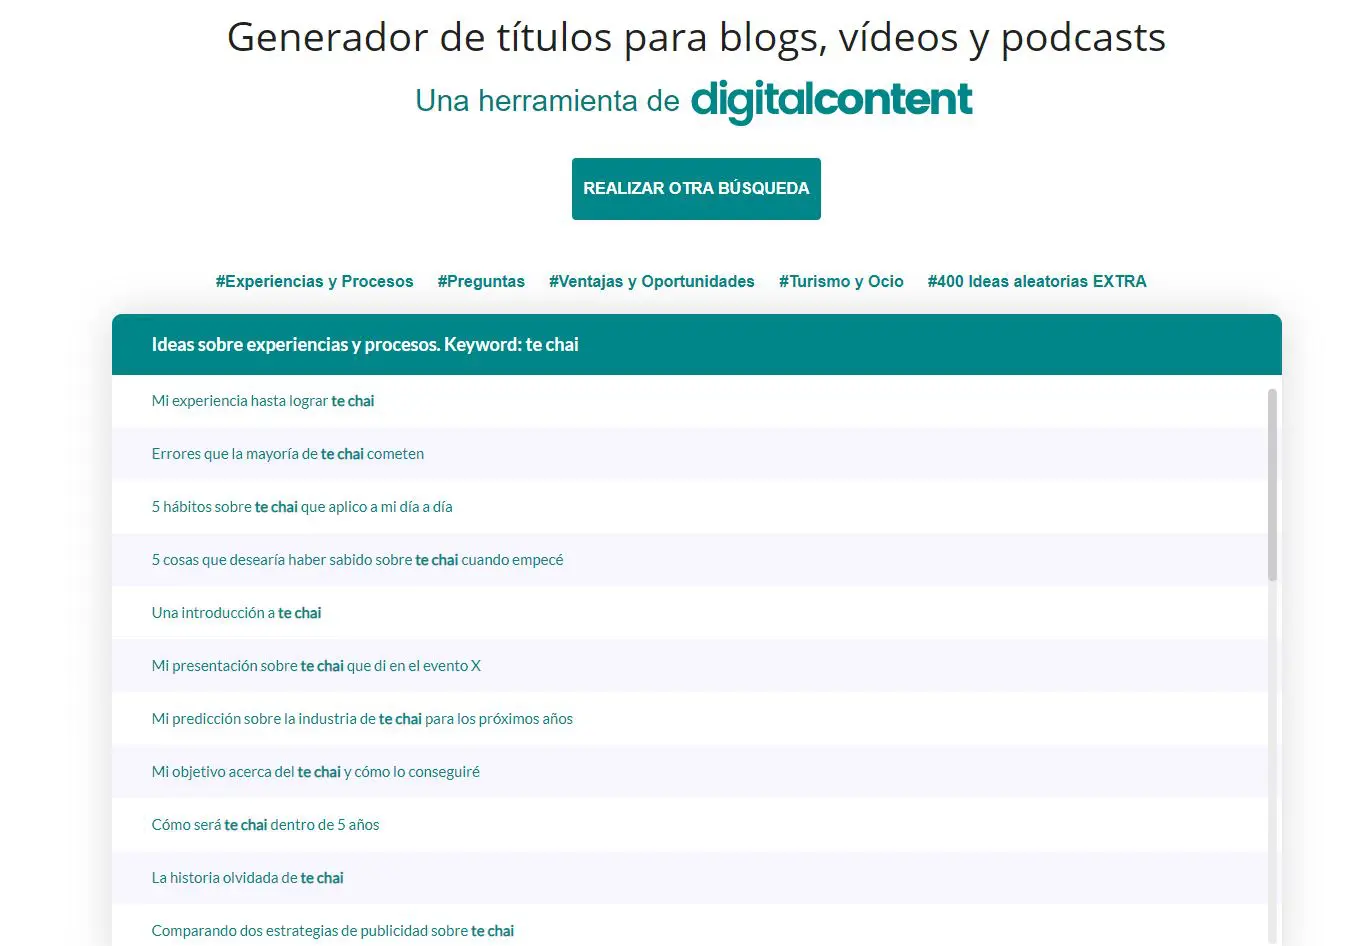 Generador de títulos para blogs, vídeos y podcasts
Una herramienta de digitalcontent
REALIZAR OTRA BÚSQUEDA
#Experiencias y Procesos #Preguntas #Ventajas y Oportunidades #Turismo y Ocio #400 Ideas aleatorias EXTRA
Ideas sobre experiencias y procesos. Keyword: te chai
Mi experiencia hasta lograr te chai
Errores que la mayoría de te chai cometen
5 hábitos sobre te chai que aplico a mi día a día
5 cosas que desearía haber sabido sobre te chai cuando empecé
Una introducción a te chai
Mi presentación sobre te chai que di en el evento X
Mi predicción sobre la industria de te chai para los próximos años
Mi objetivo acerca del te chai y cómo lo conseguiré
Cómo será te chai dentro de 5 años
La historia olvidada de te chai
Comparando dos estrategias de publicidad sobre te chai